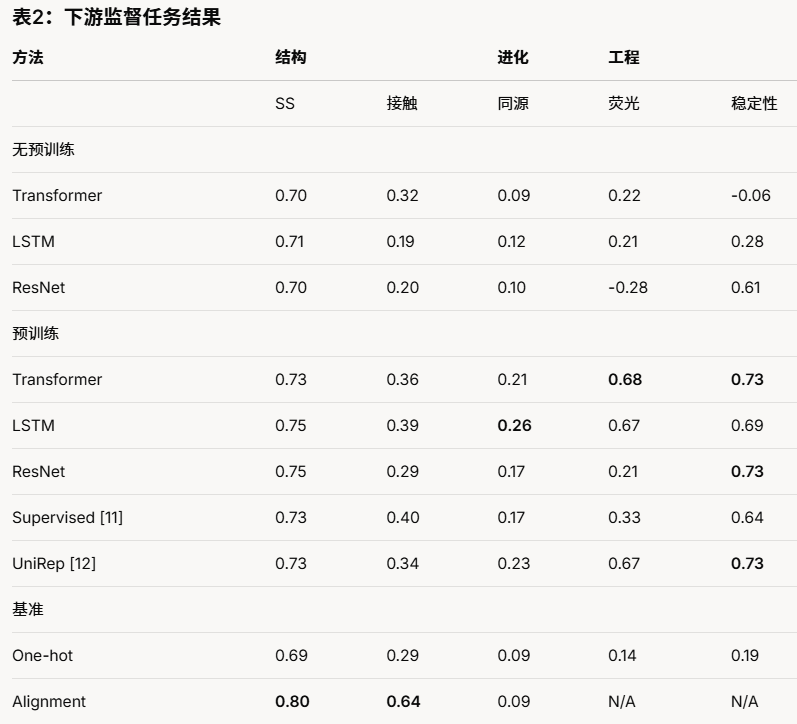 表2：下游监督任务结果
方法 结构 进化 工程
SS 接触 同源 荧光 稳定性
无预训练
Transformer 0.70 0.32 0.09 0.22 -0.06
LSTM 0.71 0.19 0.12 0.21 0.28
ResNet 0.70 0.20 0.10 -0.28 0.61
预训练
Transformer 0.73 0.36 0.21 0.68 0.73
LSTM 0.75 0.39 0.26 0.67 0.69
ResNet 0.75 0.29 0.17 0.21 0.73
Supervised [11] 0.73 0.40 0.17 0.33 0.64
UniRep [12] 0.73 0.34 0.23 0.67 0.73
基准
One-hot 0.69 0.29 0.09 0.14 0.19
Alignment 0.80 0.64 0.09 N/A N/A